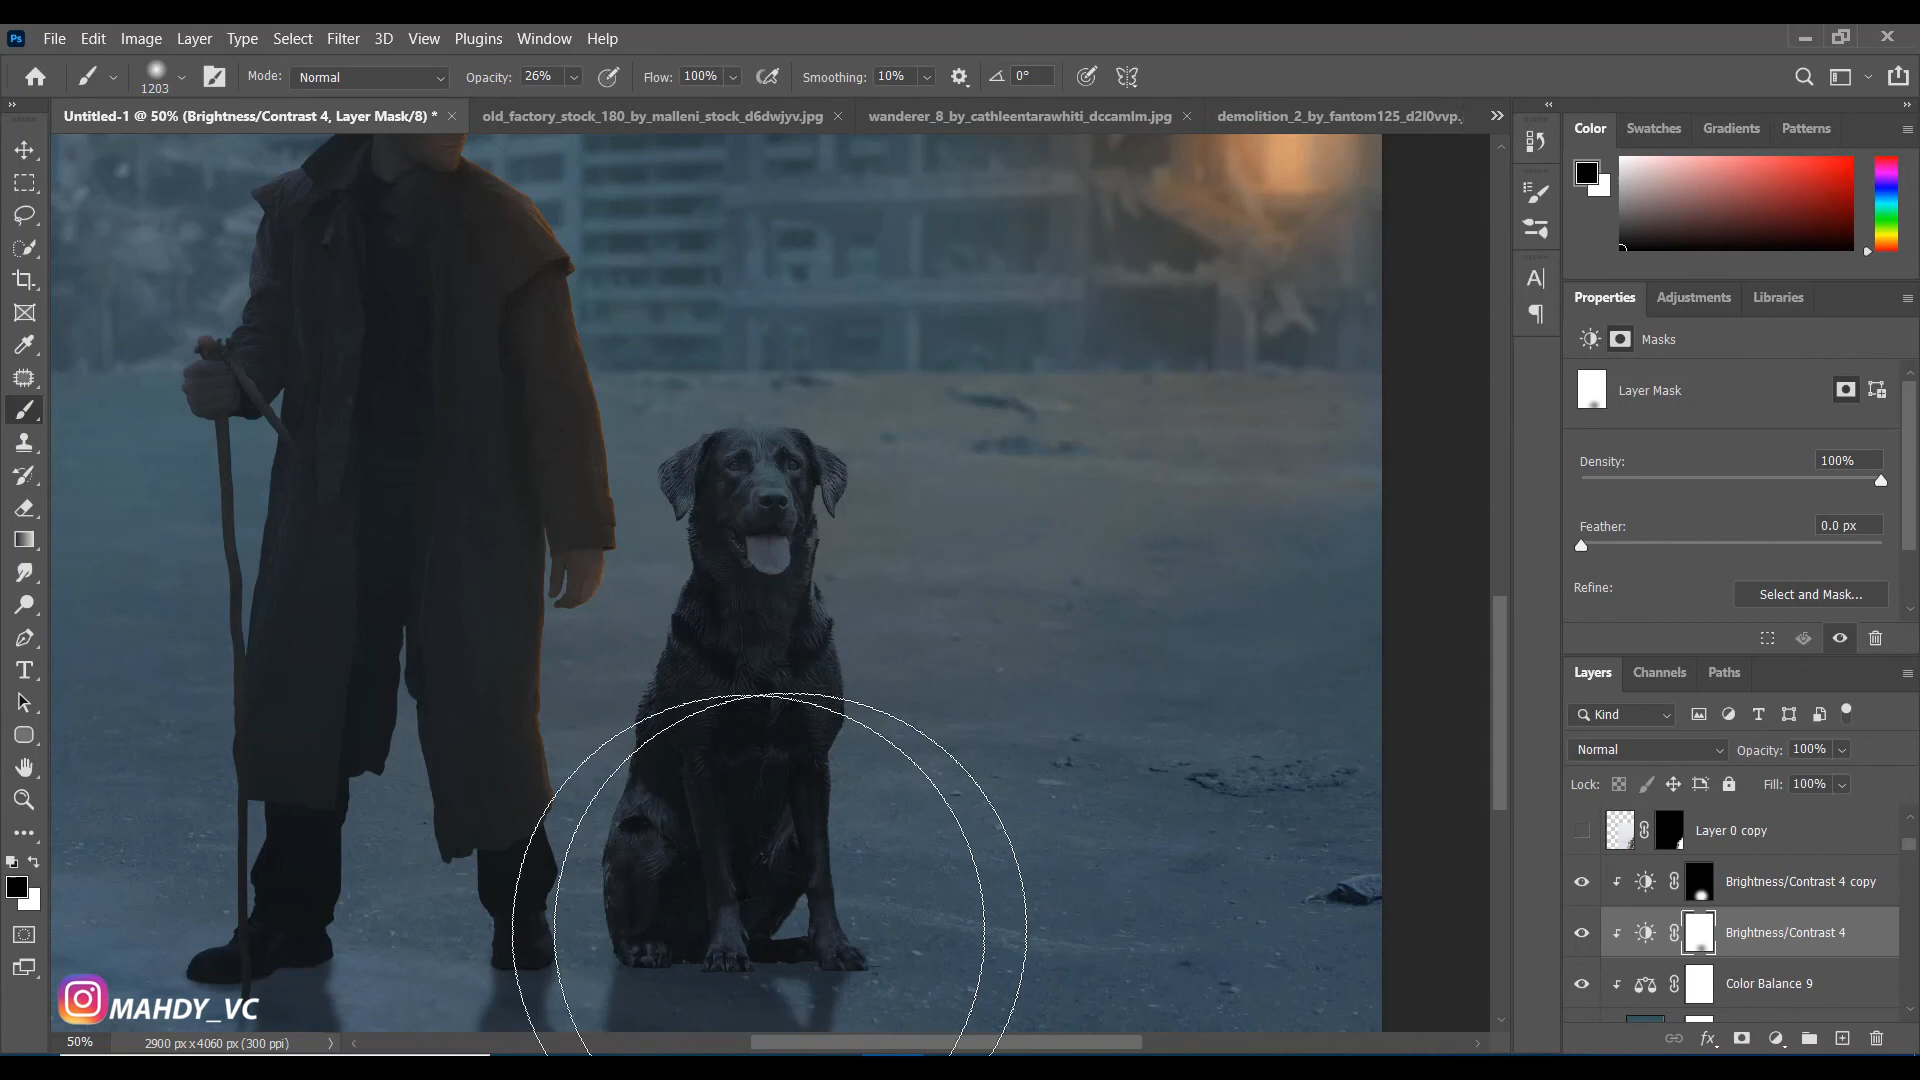 Ps File Edit Image Layer Type Select Filter 3D View Plugins Window Help
1203 Mode: Normal Opacity: 26% Flow: 100% Smoothing: 10% 0°
Untitled-1 @ 50% (Brightness/Contrast 4, Layer Mask/8) * old_factory_stock_180_by_malleni_stock_d6dwjyv.jpg wanderer_8_by_cathleentarawhiti_dccamlm.jpg demolition_2_by_fantom125_d2l0vvp.
Color Swatches Gradients Patterns
Properties Adjustments Libraries
Masks
Layer Mask
Density: 100%
Feather: 0.0 px
Refine: Select and Mask...
Layers Channels Paths
Kind
Normal Opacity: 100%
Lock: Fill: 100%
Layer 0 copy
Brightness/Contrast 4 copy
Brightness/Contrast 4
Color Balance 9
MAHDY_VC
50% 2900 px x 4060 px (300 ppi)
fx